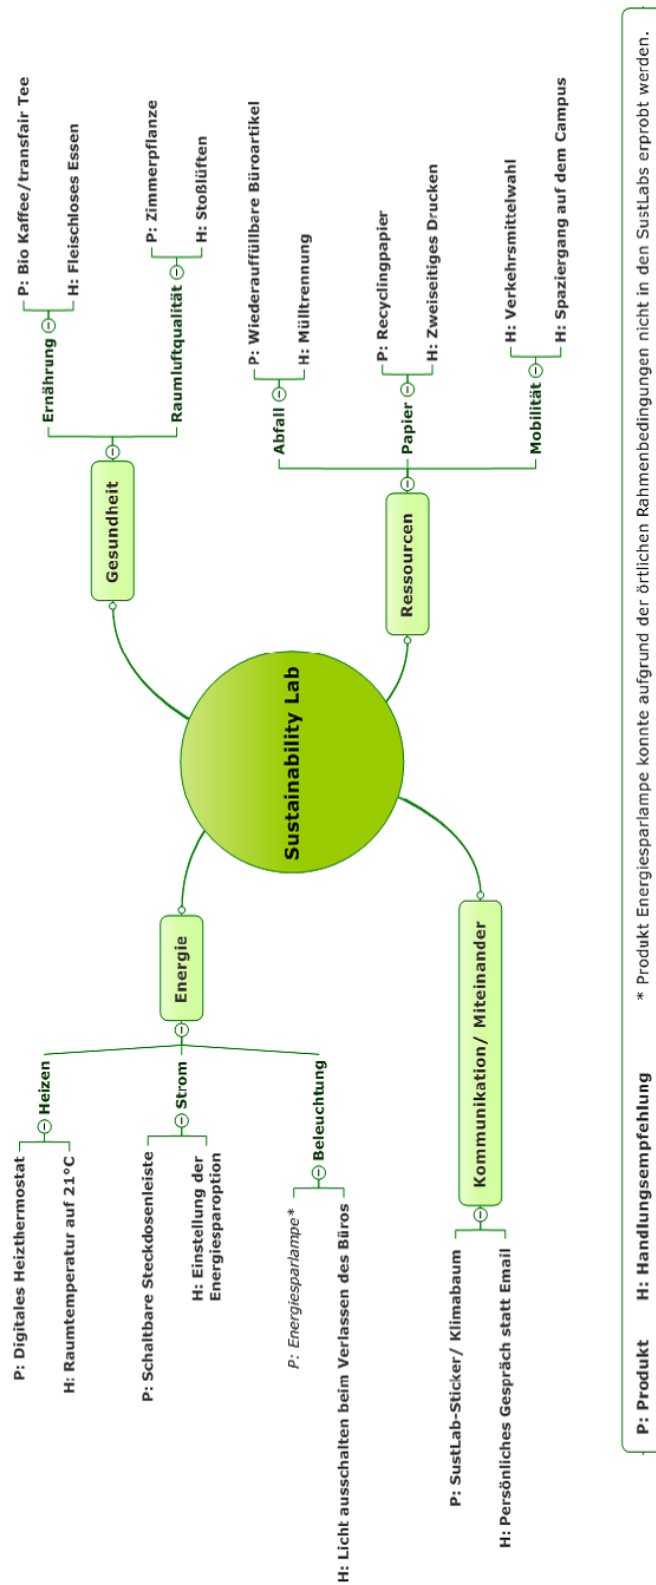 P: Digitales Heizthermostat
Heizen
H: Raumtemperatur auf 21°C
P: Schaltbare Steckdosenleiste
Strom
H: Einstellung der
Energiesparoption
P: Energiesparlampe*
Beleuchtung
H: Licht ausschalten beim Verlassen des Büros
Energie
P: SustLab-Sticker/ Klimabaum
H: Persönliches Gespräch statt Email
Kommunikation/ Miteinander
Sustainability Lab
Gesundheit
Ernährung
P: Bio Kaffee/transfair Tee
H: Fleischloses Essen
Raumluftqualität
P: Zimmerpflanze
H: Stoßlüften
Ressourcen
Abfall
P: Wiederauffüllbare Büroartikel
H: Mülltrennung
Papier
P: Recyclingpapier
H: Zweiseitiges Drucken
Mobilität
H: Verkehrsmittelwahl
H: Spaziergang auf dem Campus
P: Produkt H: Handlungsempfehlung * Produkt Energiesparlampe konnte aufgrund der örtlichen Rahmenbedingungen nicht in den SustLabs erprobt werden.